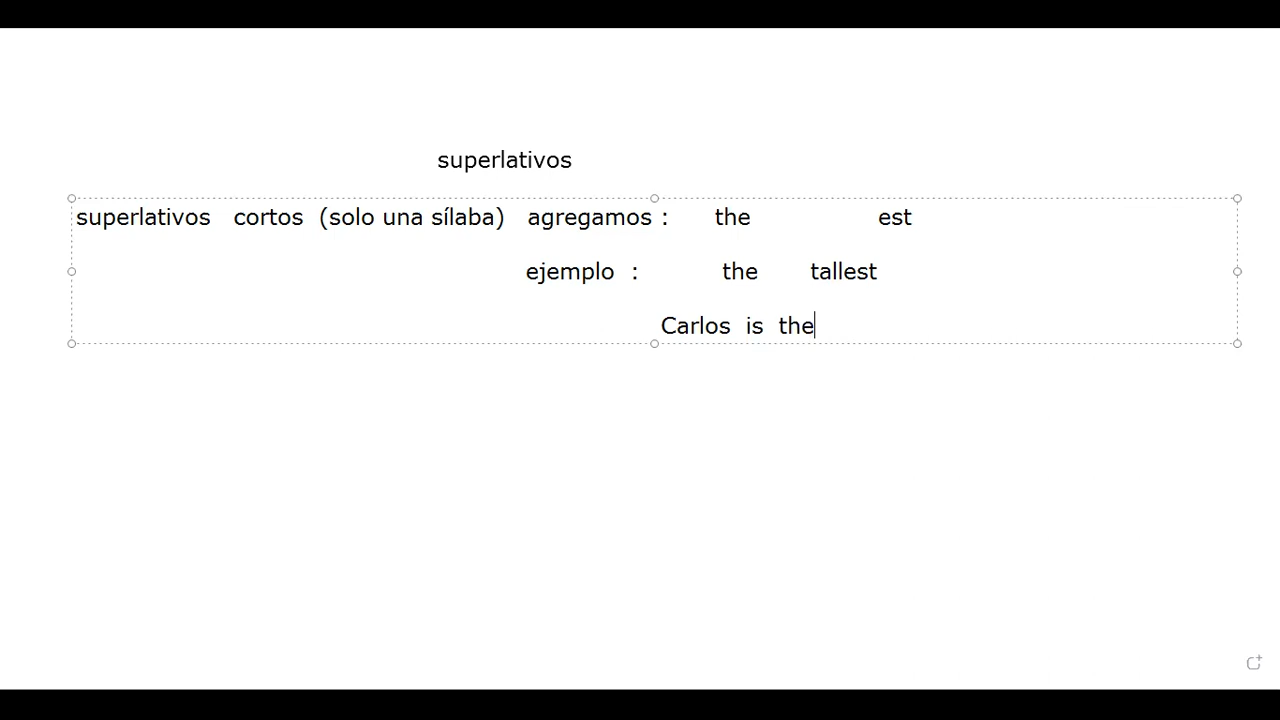 superlativos
superlativos cortos (solo una sílaba) agregamos : the est
ejemplo : the tallest
Carlos is the